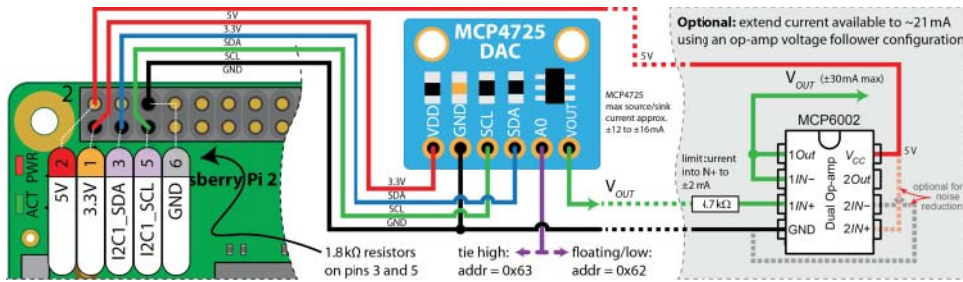 5V
3.3V
SDA
SCL
GND
2
PWR
ACT
2
1
3
5
6
5V
3.3V
I2C1_SDA
I2C1_SCL
GND
sberry Pi 2
1.8kΩ resistors
on pins 3 and 5
MCP4725
DAC
VDD
GND
SCL
SDA
A0
VOUT
3.3V
SDA
SCL
GND
tie high:
addr = 0x63
floating/low:
addr = 0x62
MCP4725
max source/sink
current approx.
±12 to ±16mA
VOUT
5V
Optional: extend current available to ~21 mA
using an op-amp voltage follower configuration
VOUT (±30mA max)
MCP6002
limit current
into N+ to
±2 mA
4.7kΩ
1Out
1IN−
1IN+
GND
Dual Op-amp
VCC
2Out
2IN−
2IN+
5V
optional for
noise
reduction